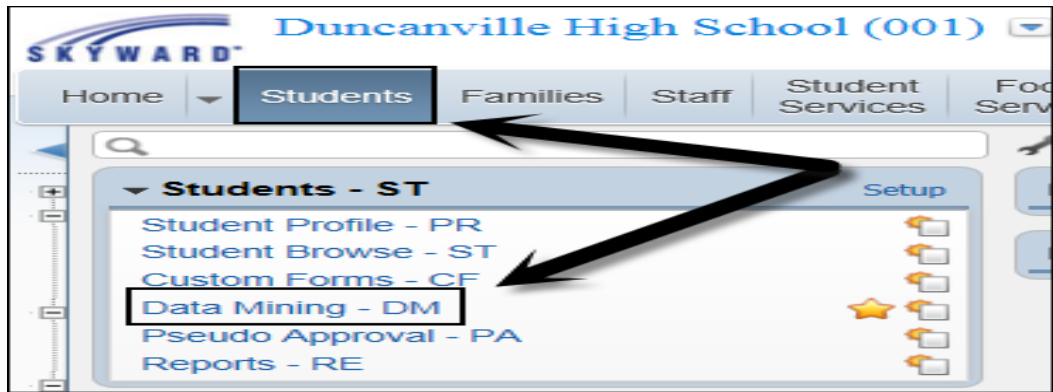 Duncanville High School (001)
SKYWARD
Home Students Families Staff Student Services
Students - ST Setup
Student Profile - PR
Student Browse - ST
Custom Forms - CF
Data Mining - DM
Pseudo Approval - PA
Reports - RE